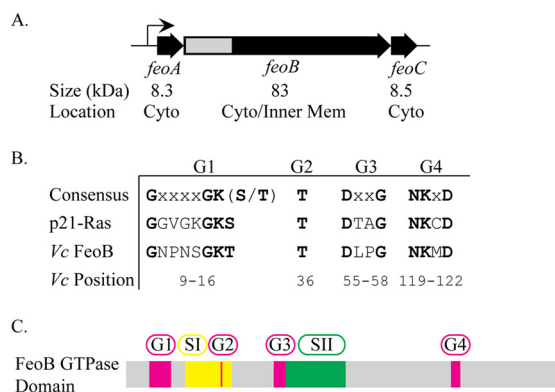 A.
feoA feoB feoC
Size (kDa) 8.3 83 8.5
Location Cyto Cyto/Inner Mem Cyto
B.
G1 G2 G3 G4
Consensus GxxxxGK(S/T) T DxxG NKxD
p21-Ras GGVGKGKS T DTAG NKCD
Vc FeoB GNPNSGKT T DLPG NKMD
Vc Position 9-16 36 55-58 119-122
C.
G1 SI G2 G3 SII G4
FeoB GTPase
Domain